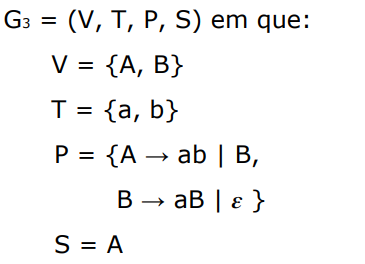 G₃ = (V, T, P, S) em que:
V = {A, B}
T = {a, b}
P = {A → ab | B,
B → aB | ε }
S = A